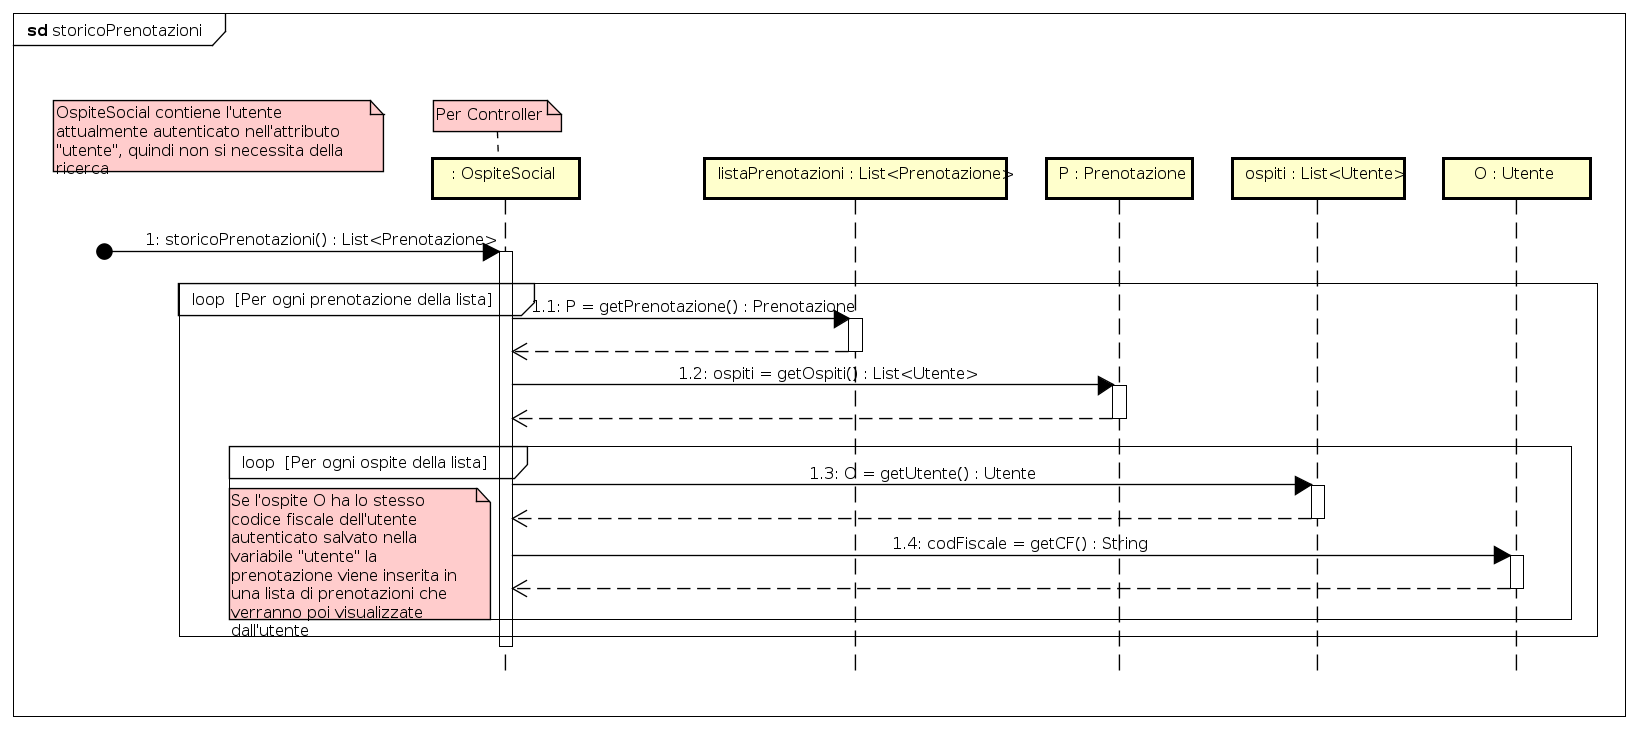 sd storicoPrenotazioni
OspiteSocial contiene l'utente
attualmente autenticato nell'attributo
"utente", quindi non si necessita della
ricerca
Per Controller
: OspiteSocial
listaPrenotazioni : List<Prenotazione>
P : Prenotazione
ospiti : List<Utente>
O : Utente
1: storicoPrenotazioni() : List<Prenotazione>
loop [Per ogni prenotazione della lista]
1.1: P = getPrenotazione() : Prenotazione
1.2: ospiti = getOspiti() : List<Utente>
loop [Per ogni ospite della lista]
1.3: O = getUtente() : Utente
Se l'ospite O ha lo stesso
codice fiscale dell'utente
autenticato salvato nella
variabile "utente" la
prenotazione viene inserita in
una lista di prenotazioni che
verranno poi visualizzate
dall'utente
1.4: codFiscale = getCF() : String